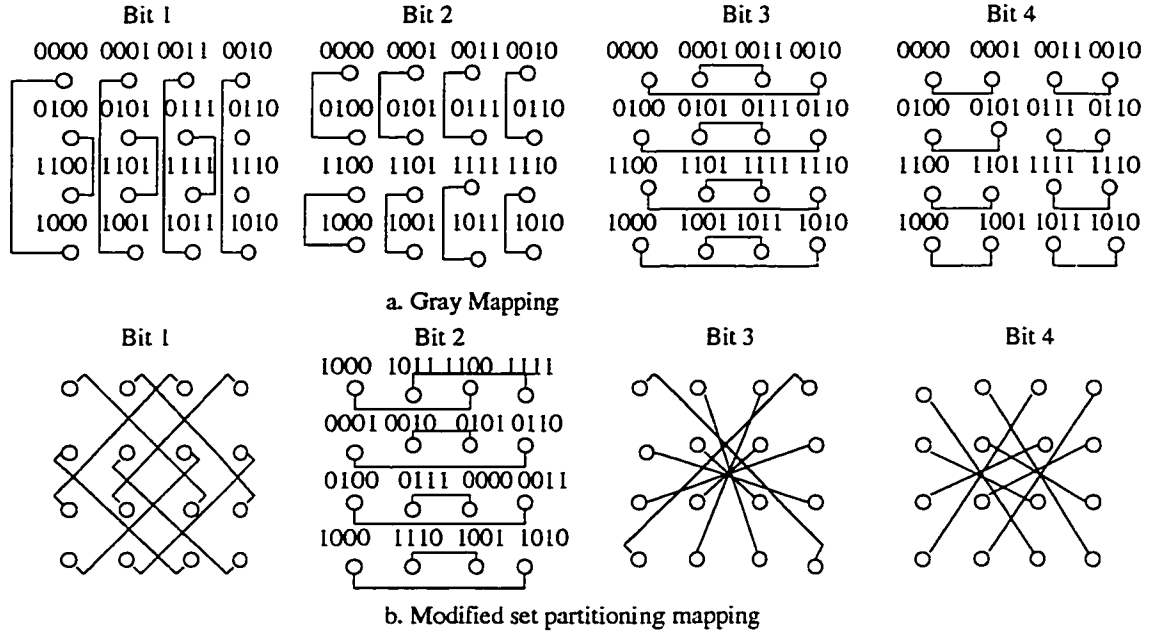 Bit 1 Bit 2 Bit 3 Bit 4
0000 0001 0011 0010 0000 0001 0011 0010 0000 0001 0011 0010 0000 0001 0011 0010
0100 0101 0111 0110 0100 0101 0111 0110 0100 0101 0111 0110 0100 0101 0111 0110
1100 1101 1111 1110 1100 1101 1111 1110 1100 1101 1111 1110 1100 1101 1111 1110
1000 1001 1011 1010 1000 1001 1011 1010 1000 1001 1011 1010 1000 1001 1011 1010
a. Gray Mapping
Bit 1 Bit 2 Bit 3 Bit 4
1000 1011 1100 1111
0001 0010 0101 0110
0100 0111 0000 0011
1000 1110 1001 1010
b. Modified set partitioning mapping